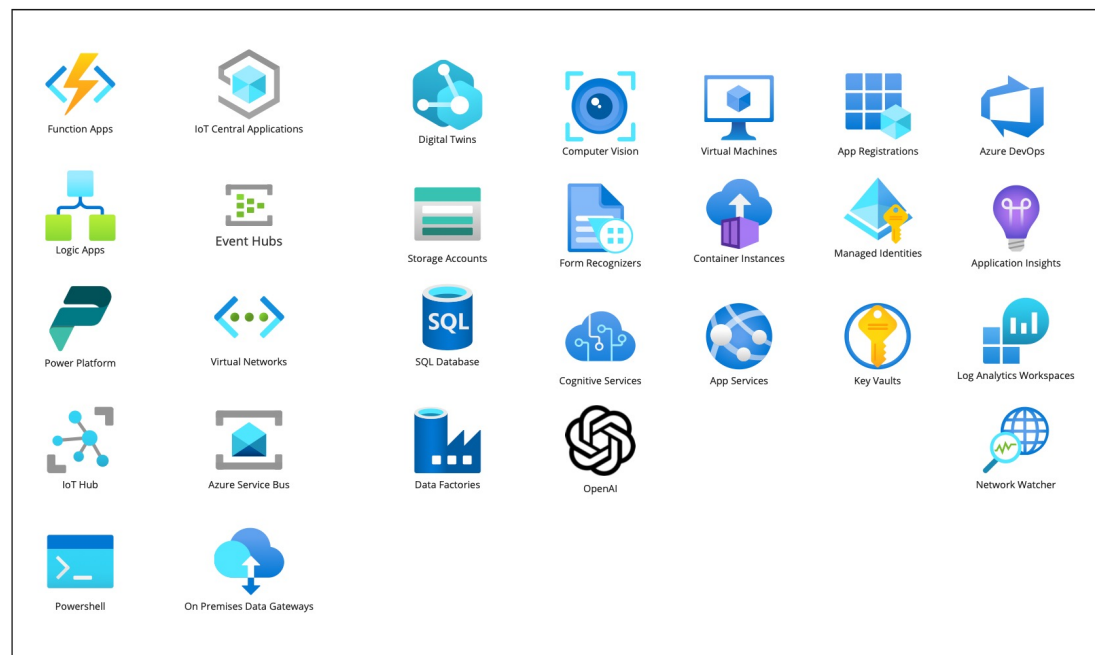 Function Apps
IoT Central Applications
Digital Twins
Computer Vision
Virtual Machines
App Registrations
Azure DevOps
Logic Apps
Event Hubs
Storage Accounts
Form Recognizers
Container Instances
Managed Identities
Application Insights
Power Platform
Virtual Networks
SQL
SQL Database
Cognitive Services
App Services
Key Vaults
Log Analytics Workspaces
IoT Hub
Azure Service Bus
Data Factories
OpenAI
Network Watcher
Powershell
On Premises Data Gateways